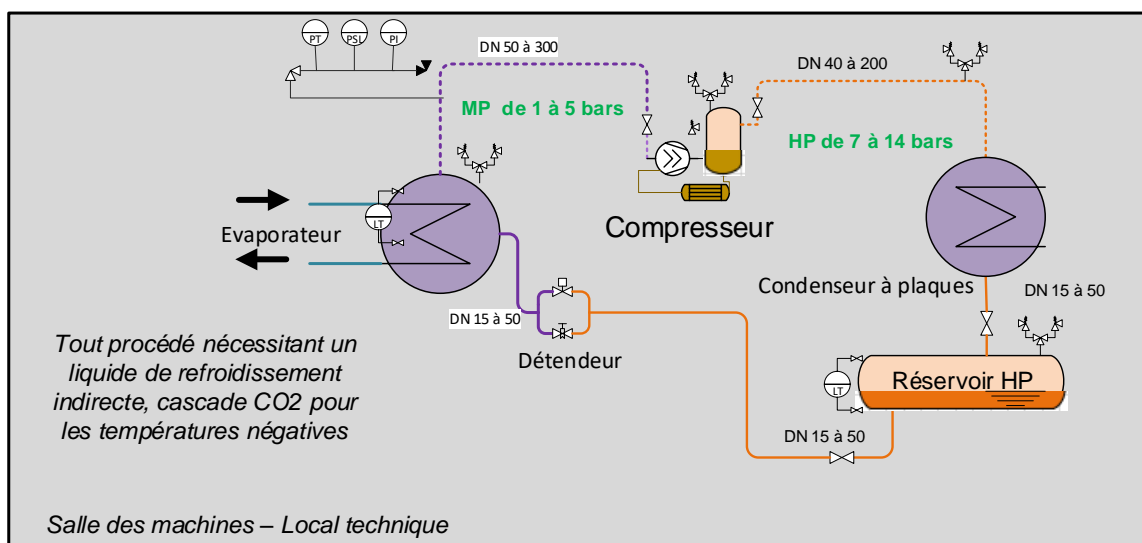 PT PSL PI
DN 50 à 300
DN 40 à 200
MP de 1 à 5 bars
HP de 7 à 14 bars
LT
Evaporateur
Compresseur
Condenseur à plaques
DN 15 à 50
DN 15 à 50
Détendeur
Tout procédé nécessitant un
liquide de refroidissement
indirecte, cascade CO2 pour
les températures négatives
LT
Réservoir HP
DN 15 à 50
Salle des machines – Local technique